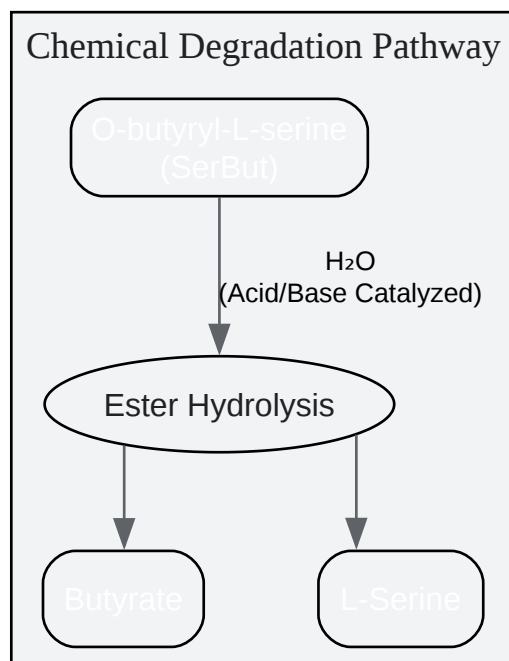 Chemical Degradation Pathway
O-butyryl-L-serine
(SerBut)
H₂O
(Acid/Base Catalyzed)
Ester Hydrolysis
Butyrate
L-Serine